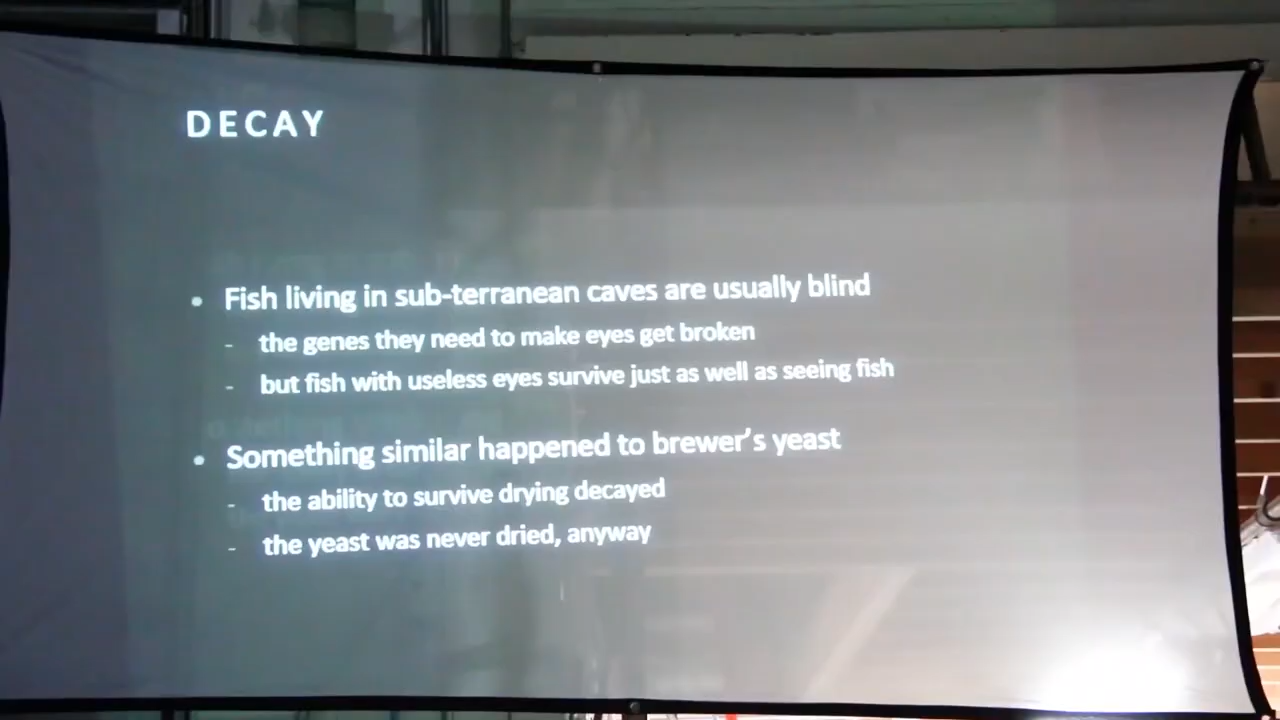 DECAY
• Fish living in sub-terranean caves are usually blind
- the genes they need to make eyes get broken
- but fish with useless eyes survive just as well as seeing fish
• Something similar happened to brewer's yeast
- the ability to survive drying decayed
- the yeast was never dried, anyway